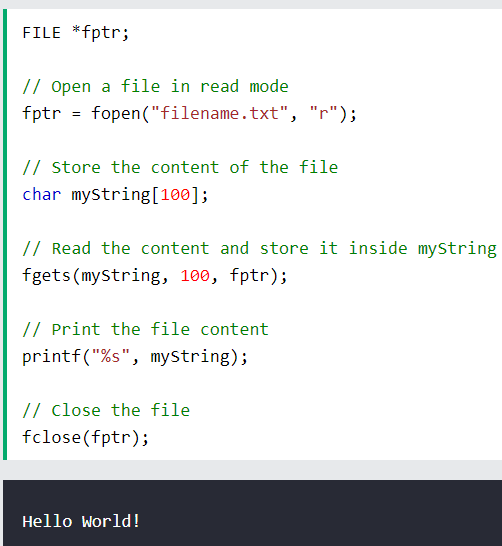 FILE *fptr;
// Open a file in read mode
fptr = fopen("filename.txt", "r");
// Store the content of the file
char myString[100];
// Read the content and store it inside myString
fgets(myString, 100, fptr);
// Print the file content
printf("%s", myString);
// Close the file
fclose(fptr);
Hello World!